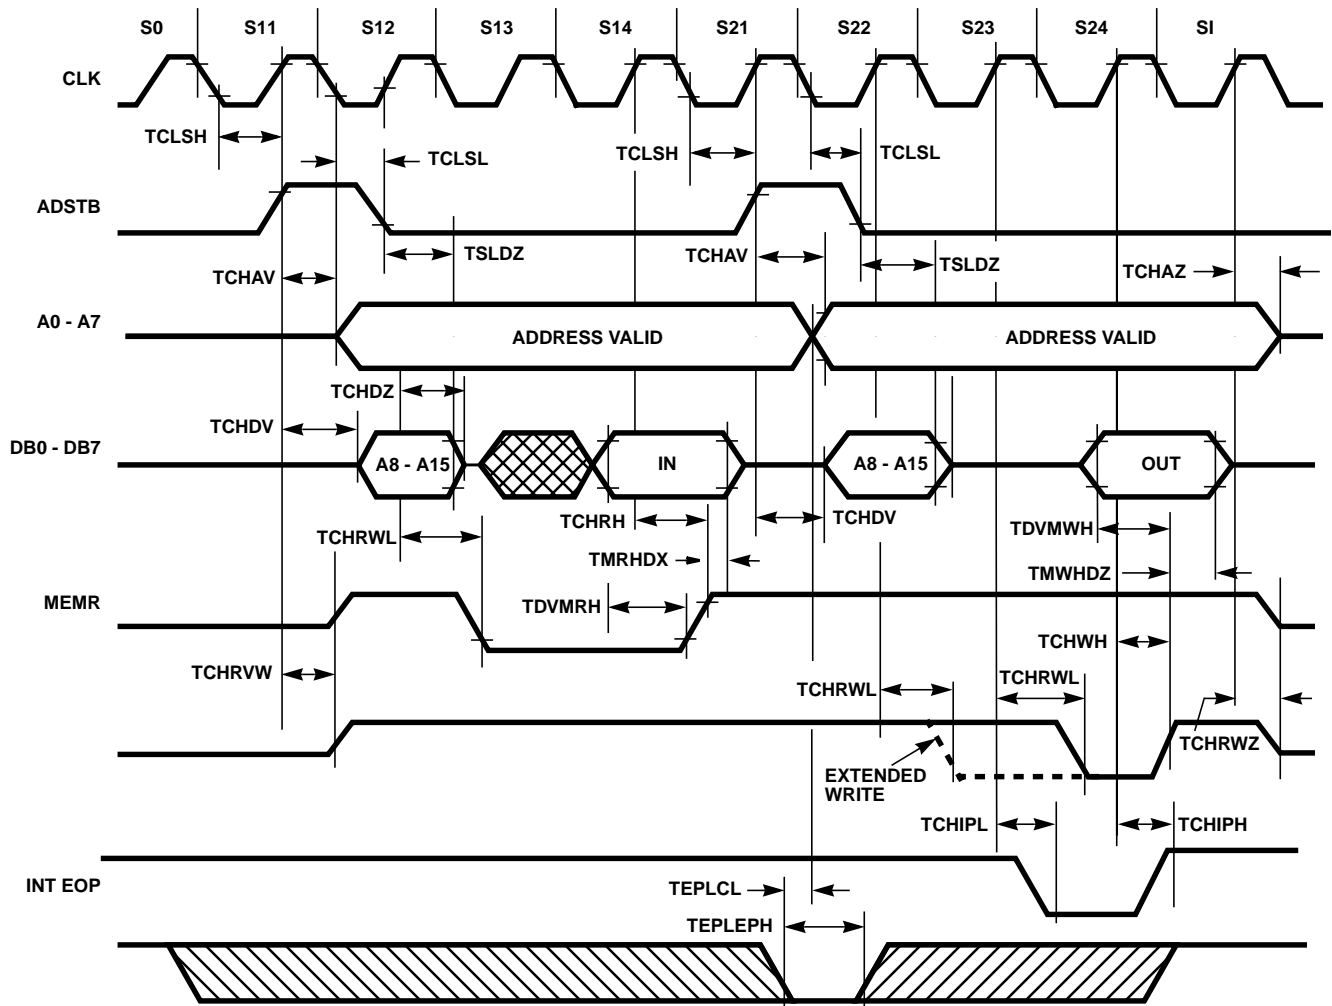 S0 S11 S12 S13 S14 S21 S22 S23 S24 SI
CLK
TCLSH TCLSL TCLSH TCLSL
ADSTB
TCHAV TSLDZ TCHAV TSLDZ TCHAZ
A0 - A7 ADDRESS VALID ADDRESS VALID
TCHDZ
TCHDV
DB0 - DB7 A8 - A15 IN A8 - A15 OUT
TCHRWL TCHRH TCHDV TDVMWH
TMRHDX TMWHDZ
MEMR TDVMRH
TCHWH
TCHRVW TCHRWL TCHRWL
TCHRWZ
EXTENDED
WRITE
TCHIPL TCHIPH
INT EOP TEPLCL
TEPLEPH